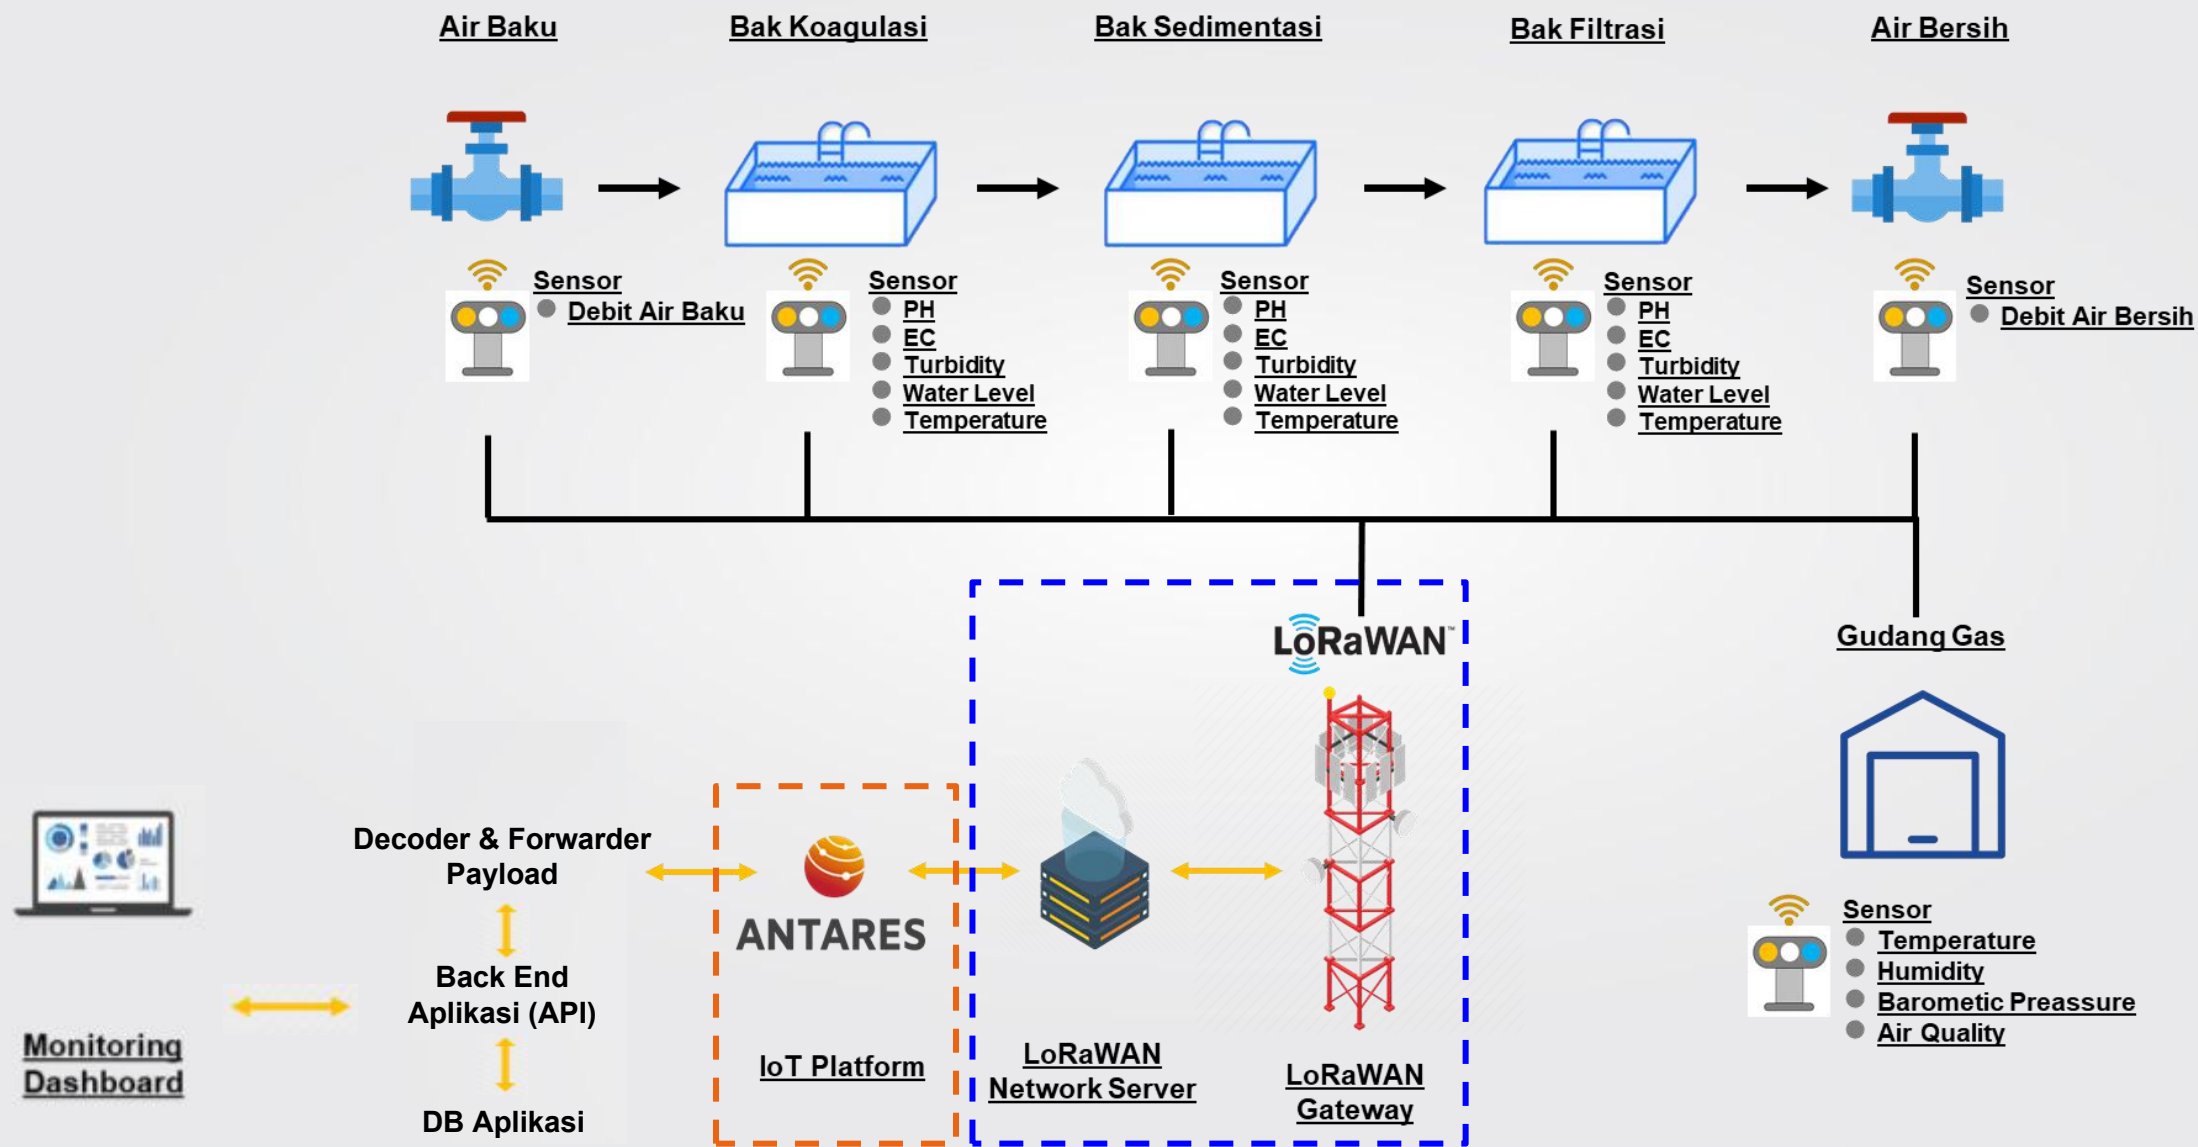 Air Baku
Bak Koagulasi
Bak Sedimentasi
Bak Filtrasi
Air Bersih
Sensor
Debit Air Baku
Sensor
PH
EC
Turbidity
Water Level
Temperature
Sensor
PH
EC
Turbidity
Water Level
Temperature
Sensor
PH
EC
Turbidity
Water Level
Temperature
Sensor
Debit Air Bersih
LoRaWAN™
Gudang Gas
Decoder & Forwarder
Payload
ANTARES
Back End
Aplikasi (API)
Sensor
Temperature
Humidity
Barometic Preassure
Air Quality
Monitoring
Dashboard
DB Aplikasi
IoT Platform
LoRaWAN
Network Server
LoRaWAN
Gateway